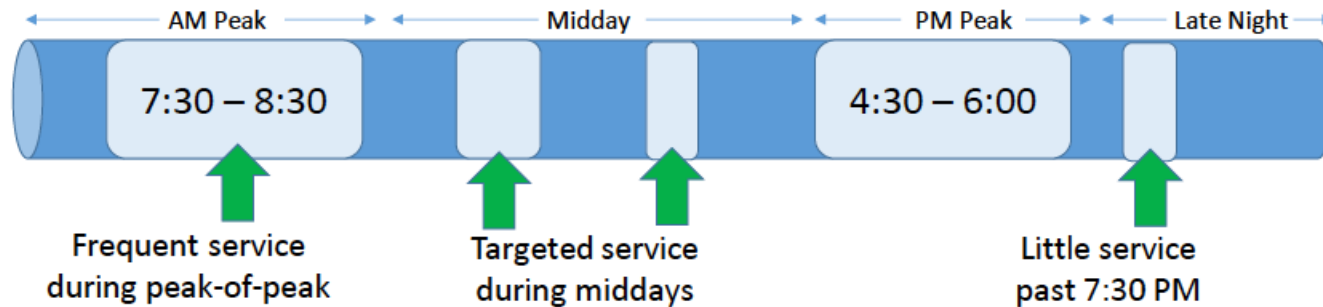 AM Peak
Midday
PM Peak
Late Night
7:30 – 8:30
4:30 – 6:00
Frequent service
during peak-of-peak
Targeted service
during middays
Little service
past 7:30 PM